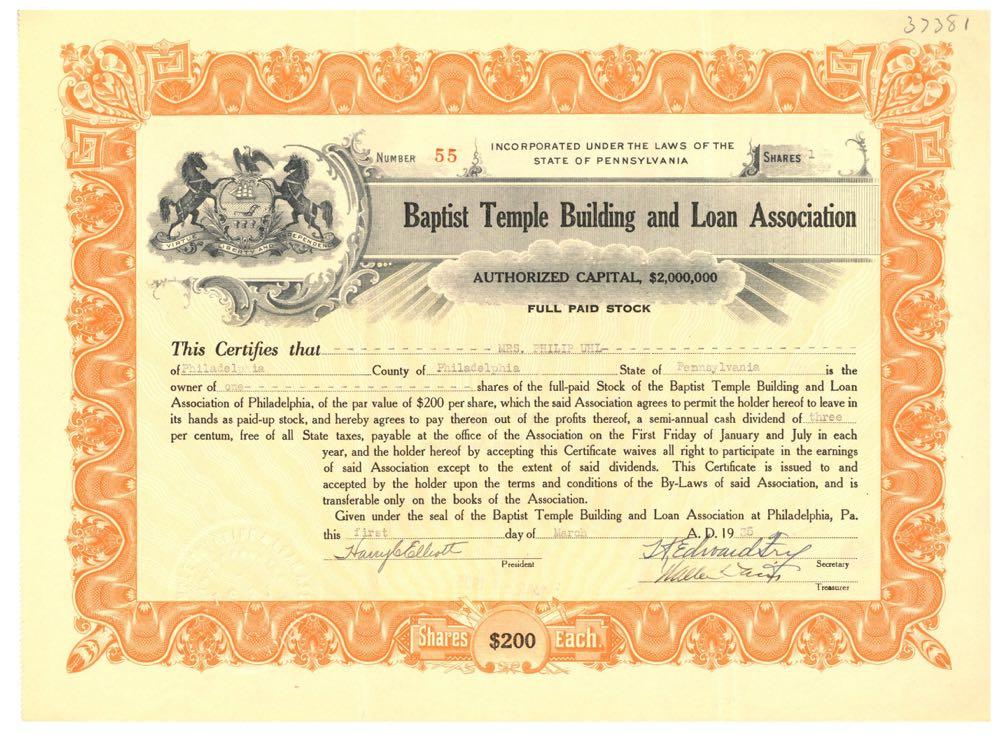 37381
NUMBER 55
INCORPORATED UNDER THE LAWS OF THE
STATE OF PENNSYLVANIA
SHARES 1
Baptist Temple Building and Loan Association
VIRTUE LIBERTY AND INDEPENDENCE
AUTHORIZED CAPITAL, $2,000,000
FULL PAID STOCK
This Certifies that MRS. PHILIP UHL
of Philadelphia County of Philadelphia State of Pennsylvania is the
owner of one shares of the full-paid Stock of the Baptist Temple Building and Loan
Association of Philadelphia, of the par value of $200 per share, which the said Association agrees to permit the holder hereof to leave in
its hands as paid-up stock, and hereby agrees to pay thereon out of the profits thereof, a semi-annual cash dividend of three
per centum, free of all State taxes, payable at the office of the Association on the First Friday of January and July in each
year, and the holder hereof by accepting this Certificate waives all right to participate in the earnings
of said Association except to the extent of said dividends. This Certificate is issued to and
accepted by the holder upon the terms and conditions of the By-Laws of said Association, and is
transferable only on the books of the Association.
Given under the seal of the Baptist Temple Building and Loan Association at Philadelphia, Pa.
this first day of March A. D. 19
Harry C Elliott
President
H. Edward Fry
Secretary
Walter
Treasurer
Shares $200 Each.